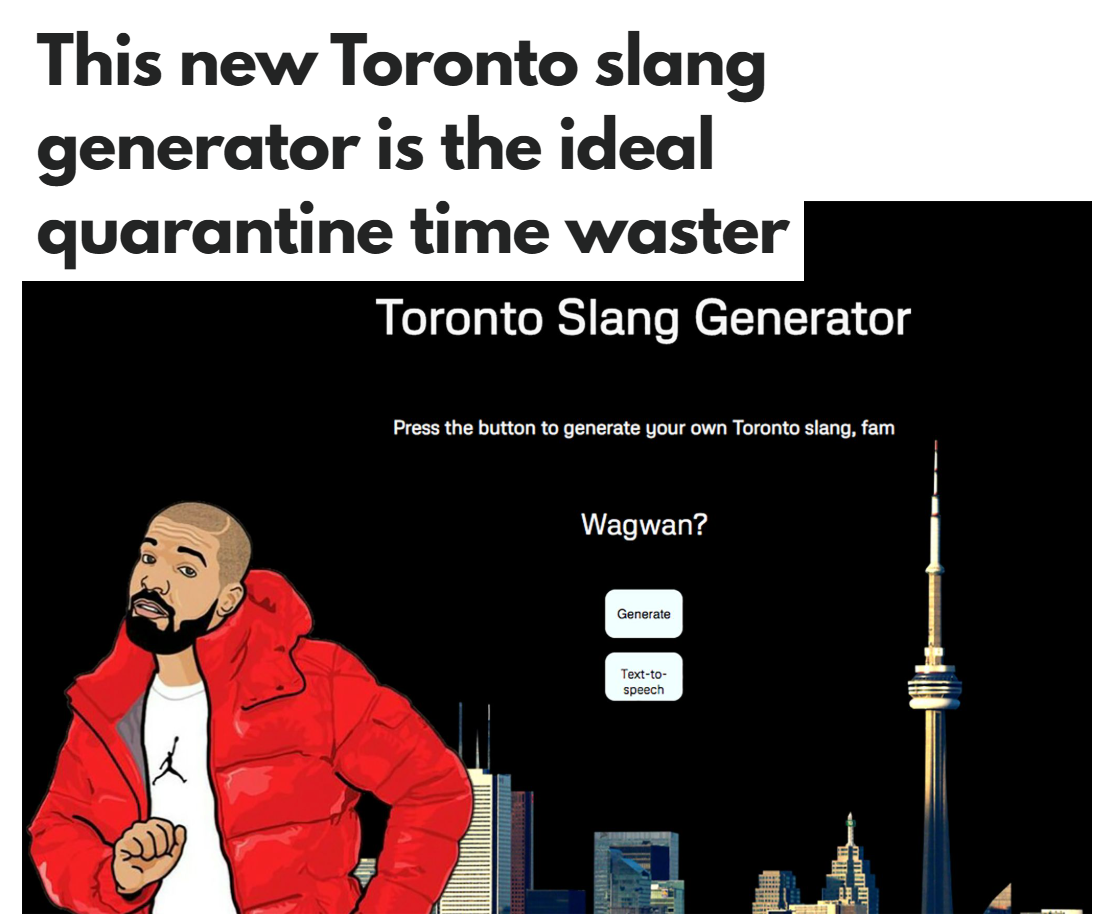 This new Toronto slang
generator is the ideal
quarantine time waster
Toronto Slang Generator
Press the button to generate your own Toronto slang, fam
Wagwan?
Generate
Text-to-
speech